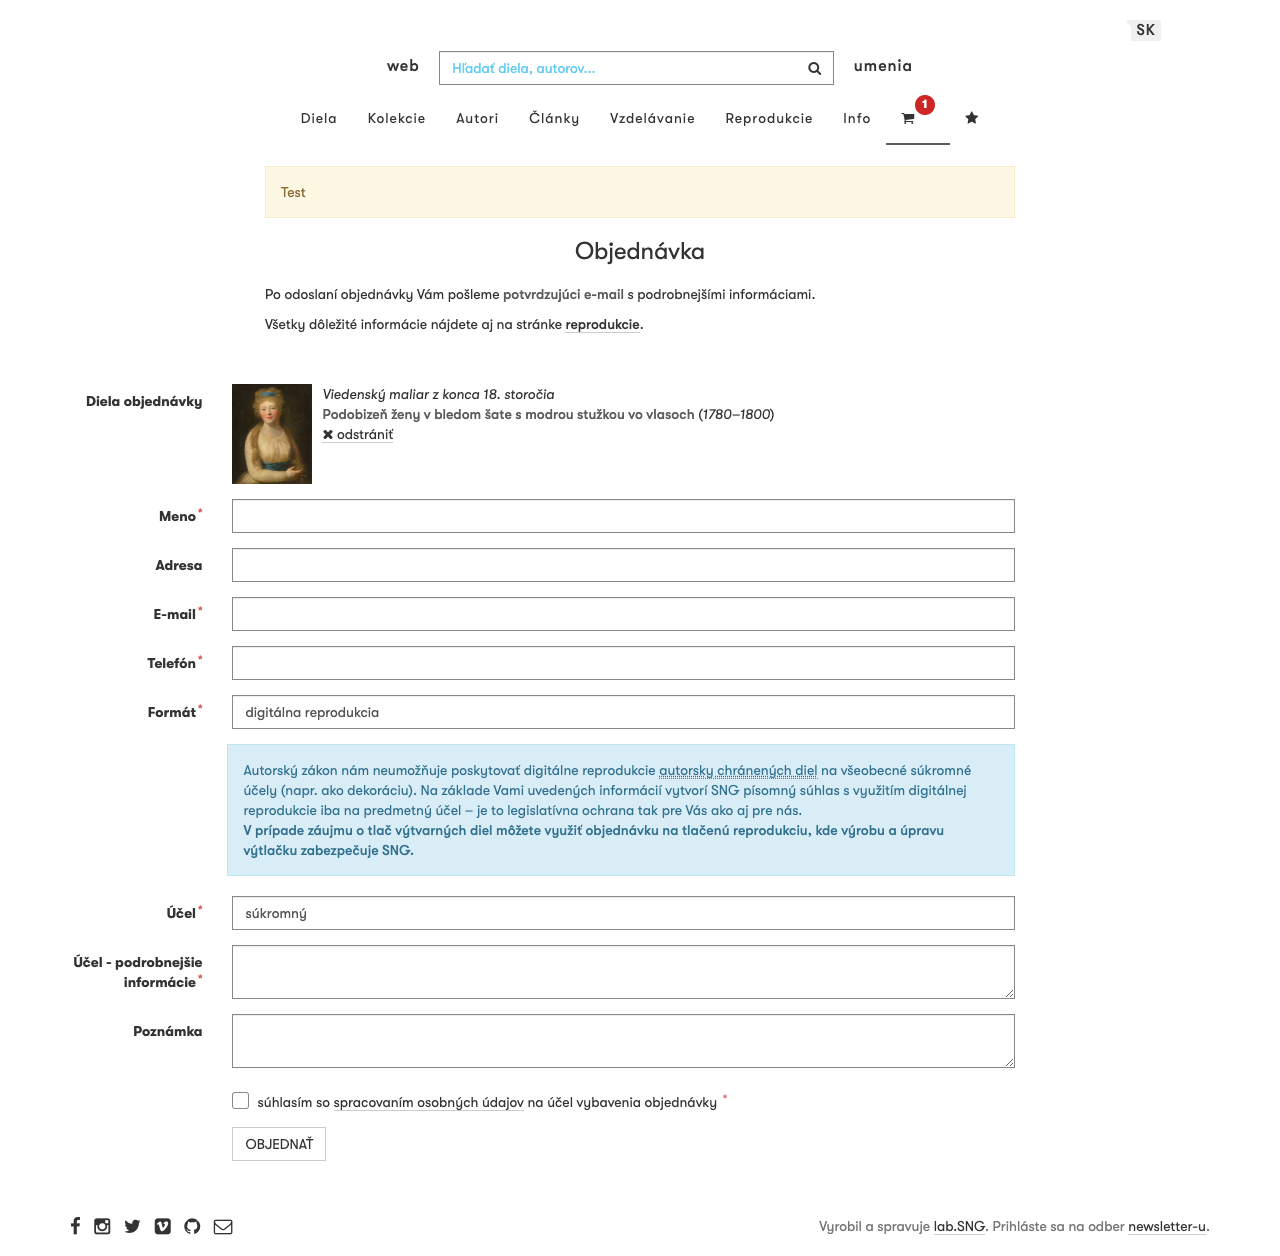 SK
web
Hľadať diela, autorov...
umenia
Diela Kolekcie Autori Články Vzdelávanie Reprodukcie Info 1
Test
Objednávka
Po odoslaní objednávky Vám pošleme potvrdzujúci e-mail s podrobnejšími informáciami.
Všetky dôležité informácie nájdete aj na stránke reprodukcie.
Diela objednávky
Viedenský maliar z konca 18. storočia
Podobizeň ženy v bledom šate s modrou stužkou vo vlasoch (1780–1800)
✖ odstrániť
Meno*
Adresa
E-mail*
Telefón*
Formát*
digitálna reprodukcia
Autorský zákon nám neumožňuje poskytovať digitálne reprodukcie autorsky chránených diel na všeobecné súkromné
účely (napr. ako dekoráciu). Na základe Vami uvedených informácií vytvorí SNG písomný súhlas s využitím digitálnej
reprodukcie iba na predmetný účel – je to legislatívna ochrana tak pre Vás ako aj pre nás.
V prípade záujmu o tlač výtvarných diel môžete využiť objednávku na tlačenú reprodukciu, kde výrobu a úpravu
výtlačku zabezpečuje SNG.
Účel*
súkromný
Účel - podrobnejšie
informácie*
Poznámka
súhlasím so spracovaním osobných údajov na účel vybavenia objednávky *
OBJEDNAŤ
Vyrobil a spravuje lab.SNG. Prihláste sa na odber newsletter-u.